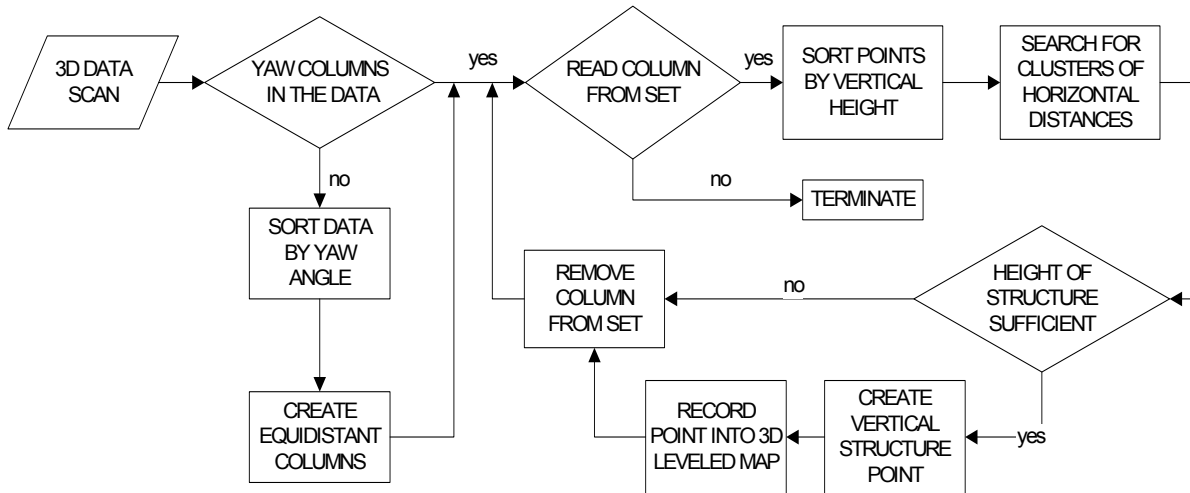 3D DATA
SCAN
YAW COLUMNS
IN THE DATA
yes
READ COLUMN
FROM SET
yes
SORT POINTS
BY VERTICAL
HEIGHT
SEARCH FOR
CLUSTERS OF
HORIZONTAL
DISTANCES
no
no
TERMINATE
SORT DATA
BY YAW
ANGLE
REMOVE
COLUMN
FROM SET
no
HEIGHT OF
STRUCTURE
SUFFICIENT
CREATE
EQUIDISTANT
COLUMNS
RECORD
POINT INTO 3D
LEVELED MAP
CREATE
VERTICAL
STRUCTURE
POINT
yes